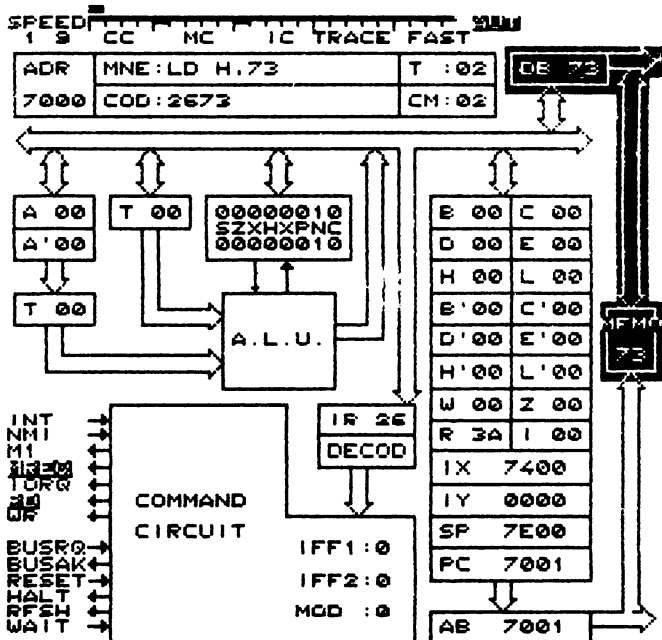 SPEED
1 9 CC MC IC TRACE FAST
ADR MNE:LD H.73 T :02
7000 COD:2673 CM:02
DB 73
A 00
A'00
T 00
T 00
00000010
SZXHXPNC
00000010
A.L.U.
B 00 C 00
D 00 E 00
H 00 L 00
B'00 C'00
D'00 E'00
H'00 L'00
W 00 Z 00
R 3A I 00
IX 7400
IY 0000
SP 7E00
PC 7001
AB 7001
MEMO
73
IR 26
DECOD
INT
NMI
M1
IORQ
WR
BUSRQ
BUSAK
RESET
HALT
RFSH
WAIT
COMMAND
CIRCUIT
IFF1:0
IFF2:0
MOD :0